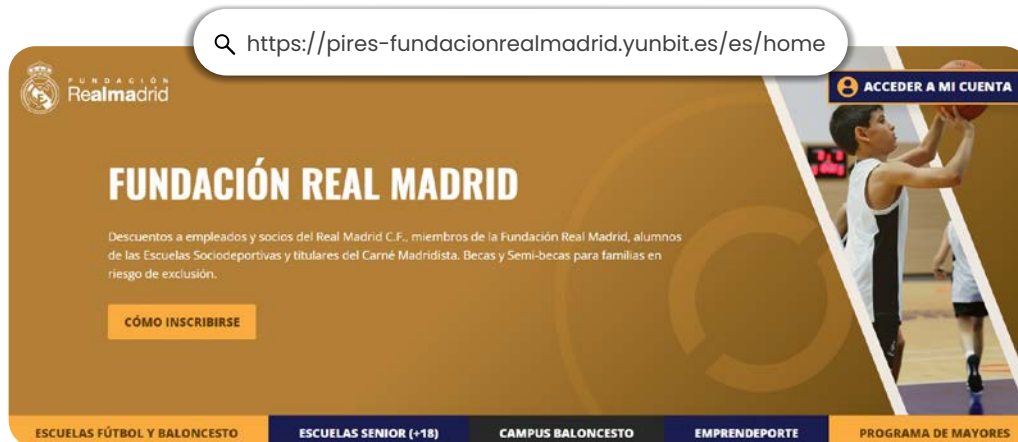 https://pires-fundacionrealmadrid.yunbit.es/es/home
FUNDACIÓN
Realmadrid
ACCEDER A MI CUENTA
FUNDACIÓN REAL MADRID
Descuentos a empleados y socios del Real Madrid C.F., miembros de la Fundación Real Madrid, alumnos
de las Escuelas Sociodeportivas y titulares del Carné Madridista. Becas y Semi-becas para familias en
riesgo de exclusión.
CÓMO INSCRIBIRSE
ESCUELAS FÚTBOL Y BALONCESTO
ESCUELAS SENIOR (+18)
CAMPUS BALONCESTO
EMPRENDEPORTE
PROGRAMA DE MAYORES